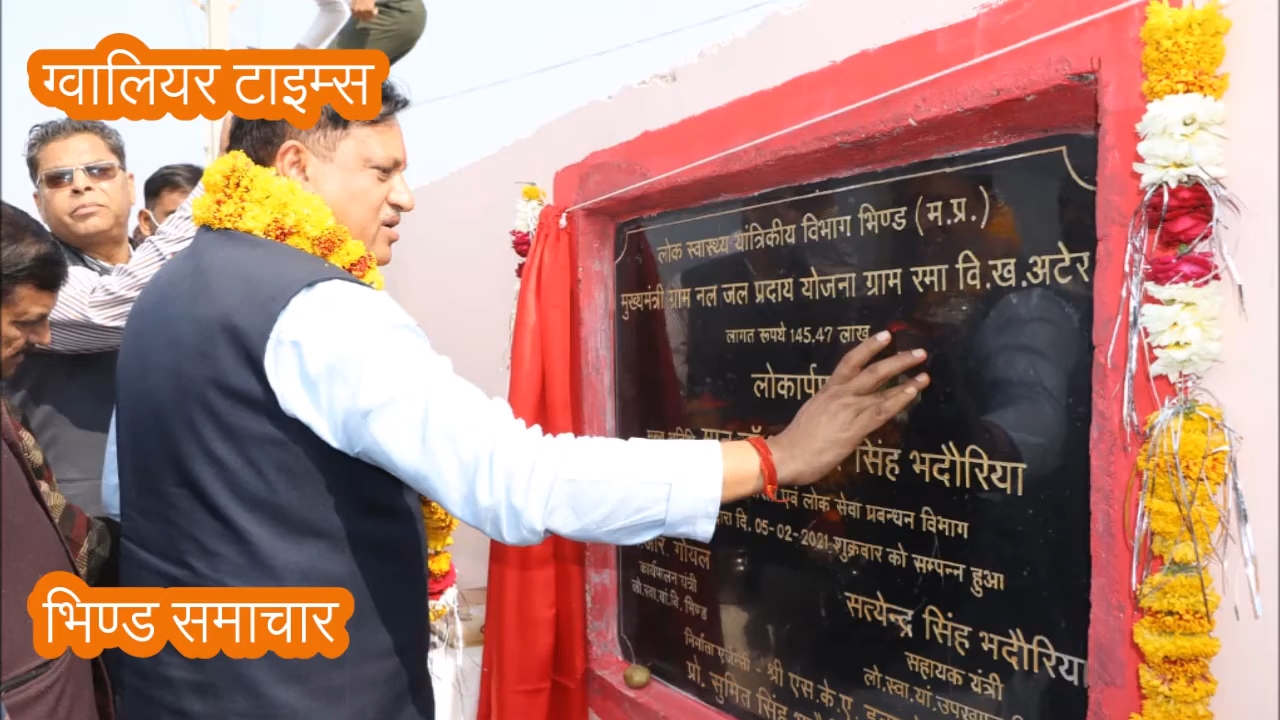 ग्वालियर टाइम्स
लोक स्वास्थ्य यांत्रिकीय विभाग भिण्ड (म.प्र.)
मुख्यमंत्री ग्राम नल जल प्रदाय योजना ग्राम रमा वि.ख.अटेर
लागत रूपये 145.47 लाख
सिंह भदौरिया
एवं लोक सेवा प्रबन्धन विभाग
दि. 05-02-2021 शुक्रवार को सम्पन्न हुआ
गोयल
कार्यपालन यंत्री
लो.स्वा.यां.वि. भिण्ड
सत्येन्द्र सिंह भदौरिया
सहायक यंत्री
निर्माता एजेन्सी - श्री एस.के.ए.
प्रो. सुमित सिंह
भिण्ड समाचार